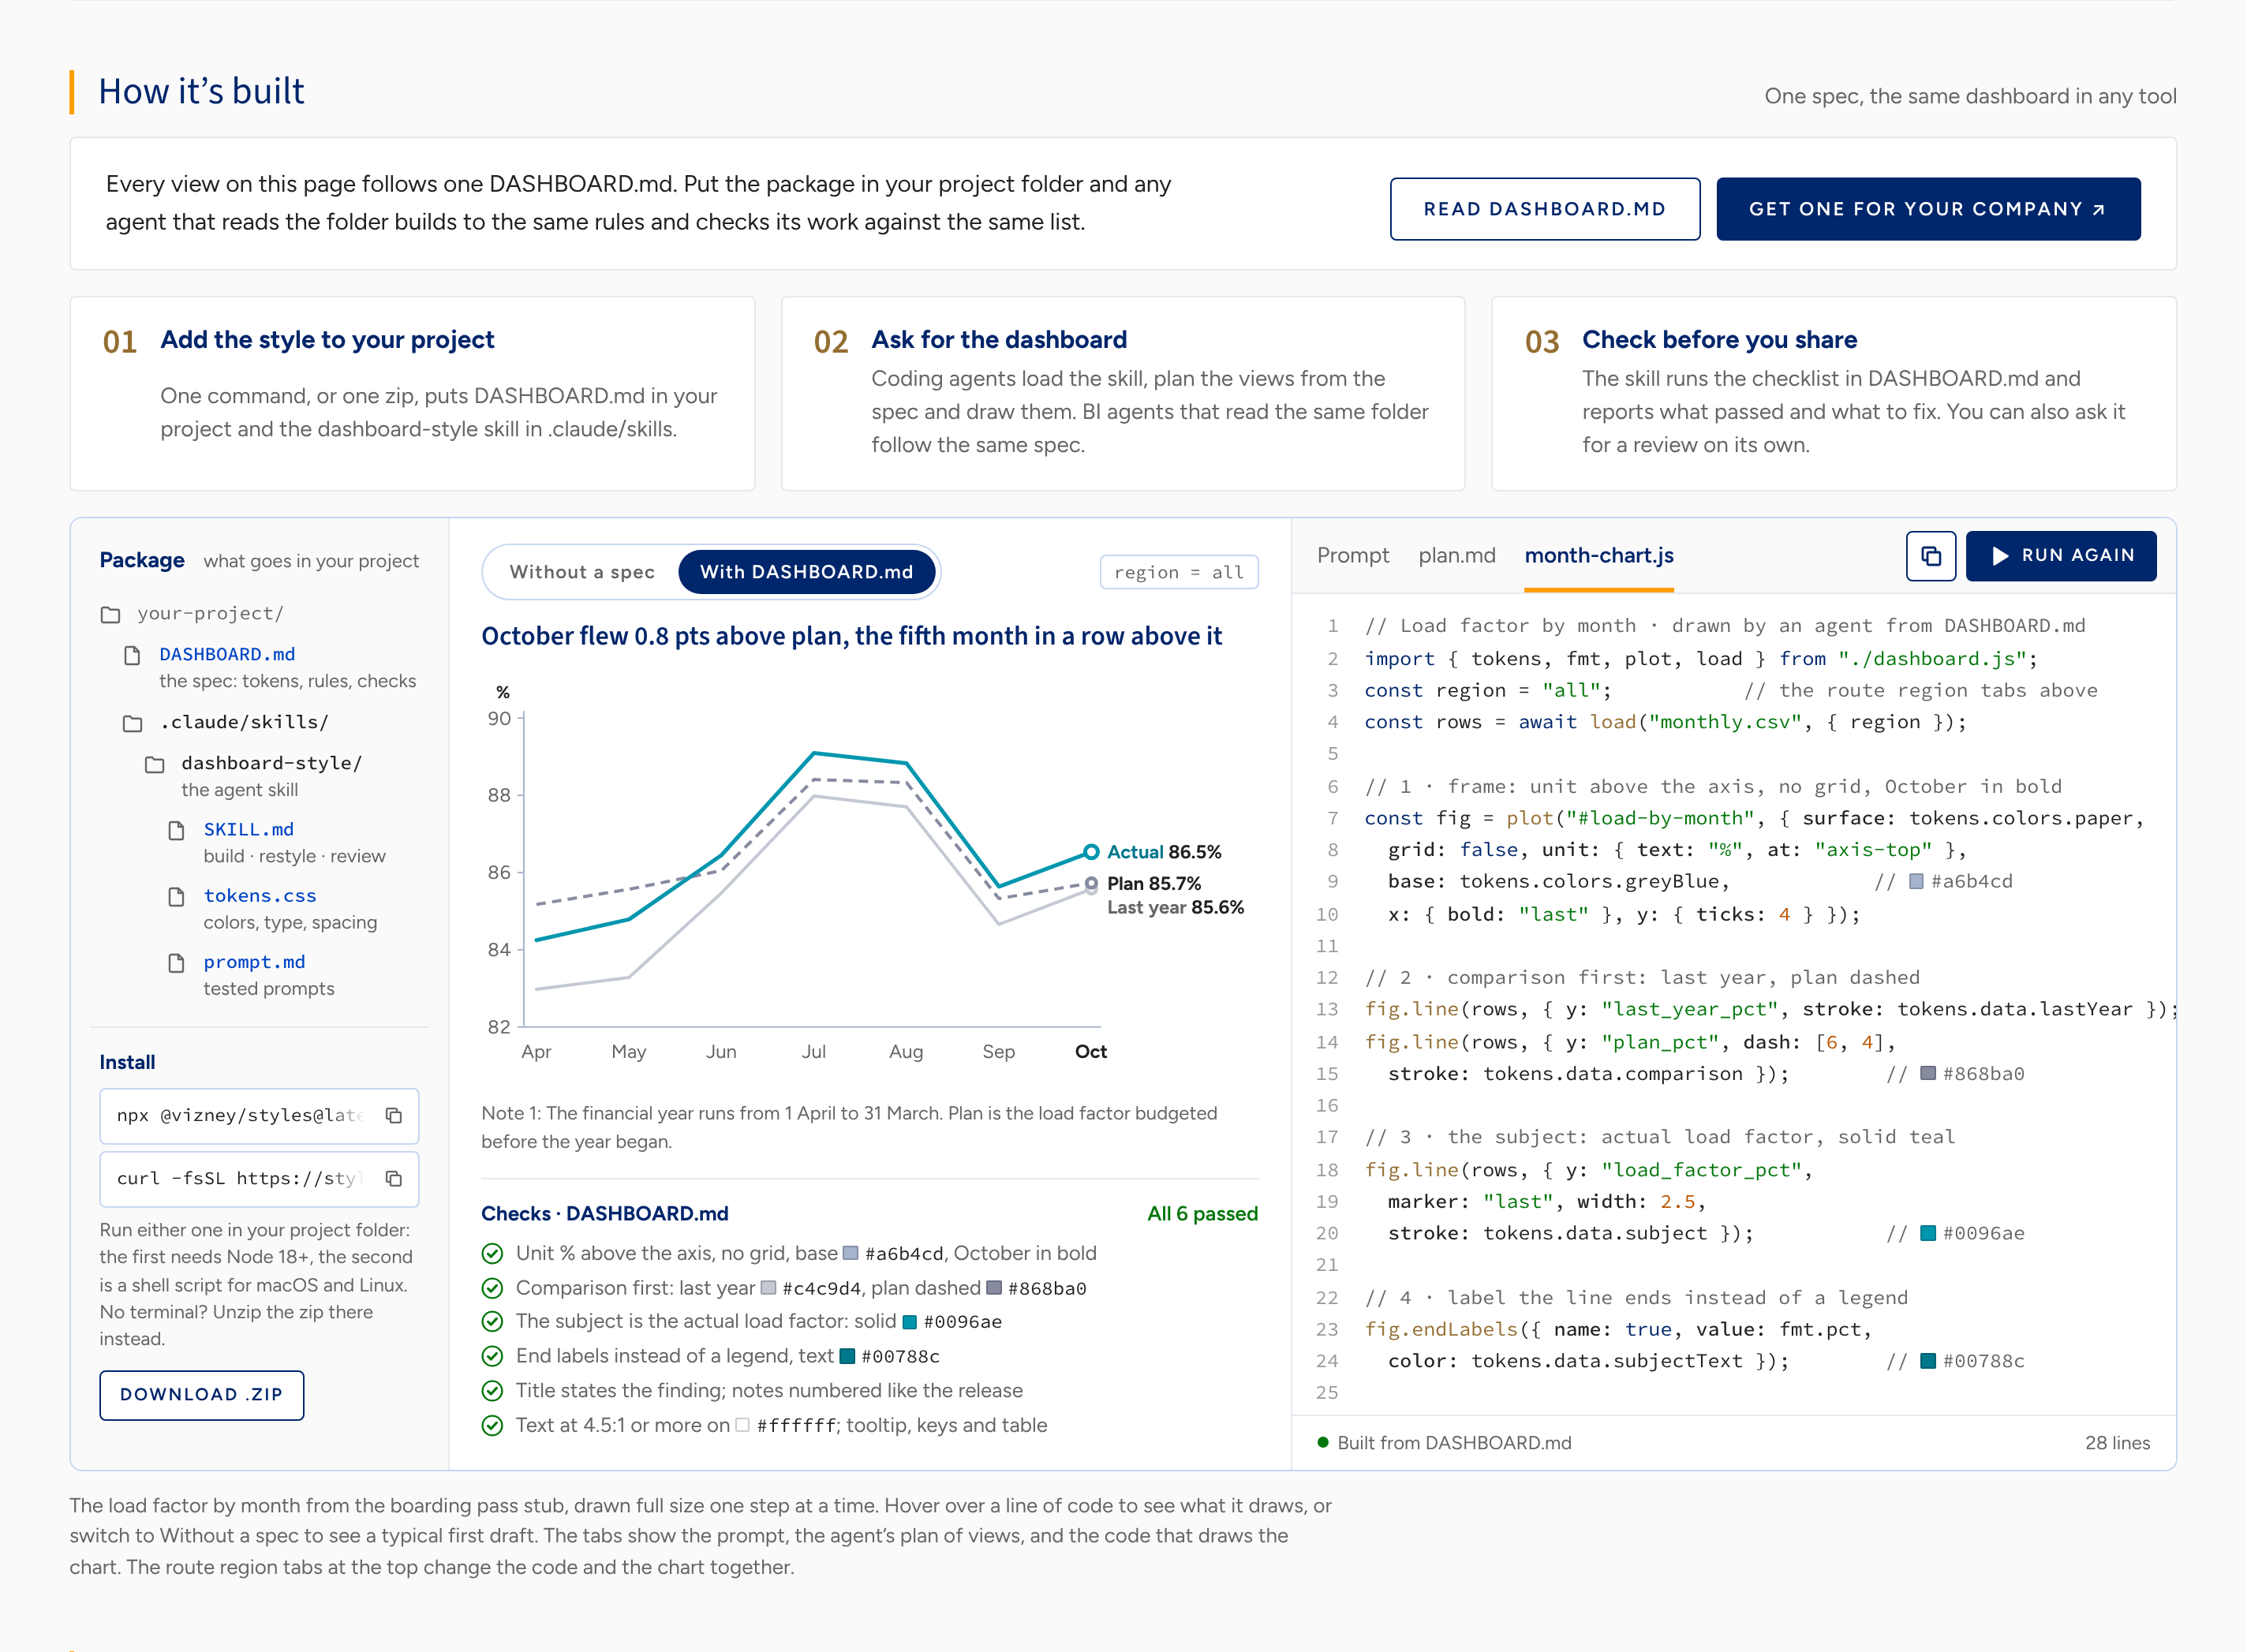 How it’s built
One spec, the same dashboard in any tool
Every view on this page follows one DASHBOARD.md. Put the package in your project folder and any
agent that reads the folder builds to the same rules and checks its work against the same list.
READ DASHBOARD.MD
GET ONE FOR YOUR COMPANY ↗
01 Add the style to your project
One command, or one zip, puts DASHBOARD.md in your
project and the dashboard-style skill in .claude/skills.
02 Ask for the dashboard
Coding agents load the skill, plan the views from the
spec and draw them. BI agents that read the same folder
follow the same spec.
03 Check before you share
The skill runs the checklist in DASHBOARD.md and
reports what passed and what to fix. You can also ask it
for a review on its own.
Package what goes in your project
your-project/
DASHBOARD.md
the spec: tokens, rules, checks
.claude/skills/
dashboard-style/
the agent skill
SKILL.md
build · restyle · review
tokens.css
colors, type, spacing
prompt.md
tested prompts
Install
npx @vizney/styles@late
curl -fsSL https://styl
Run either one in your project folder:
the first needs Node 18+, the second
is a shell script for macOS and Linux.
No terminal? Unzip the zip there
instead.
DOWNLOAD .ZIP
Without a spec
With DASHBOARD.md
region = all
October flew 0.8 pts above plan, the fifth month in a row above it
%
90
88
86
84
82
Apr May Jun Jul Aug Sep Oct
Actual 86.5%
Plan 85.7%
Last year 85.6%
Note 1: The financial year runs from 1 April to 31 March. Plan is the load factor budgeted
before the year began.
Checks · DASHBOARD.md
All 6 passed
Unit % above the axis, no grid, base #a6b4cd, October in bold
Comparison first: last year #c4c9d4, plan dashed #868ba0
The subject is the actual load factor: solid #0096ae
End labels instead of a legend, text #00788c
Title states the finding; notes numbered like the release
Text at 4.5:1 or more on #ffffff; tooltip, keys and table
Prompt plan.md month-chart.js
RUN AGAIN
1 // Load factor by month · drawn by an agent from DASHBOARD.md
2 import { tokens, fmt, plot, load } from "./dashboard.js";
3 const region = "all"; // the route region tabs above
4 const rows = await load("monthly.csv", { region });
5
6 // 1 · frame: unit above the axis, no grid, October in bold
7 const fig = plot("#load-by-month", { surface: tokens.colors.paper,
8 grid: false, unit: { text: "%", at: "axis-top" },
9 base: tokens.colors.greyBlue, // #a6b4cd
10 x: { bold: "last" }, y: { ticks: 4 } });
11
12 // 2 · comparison first: last year, plan dashed
13 fig.line(rows, { y: "last_year_pct", stroke: tokens.data.lastYear });
14 fig.line(rows, { y: "plan_pct", dash: [6, 4],
15 stroke: tokens.data.comparison }); // #868ba0
16
17 // 3 · the subject: actual load factor, solid teal
18 fig.line(rows, { y: "load_factor_pct",
19 marker: "last", width: 2.5,
20 stroke: tokens.data.subject }); // #0096ae
21
22 // 4 · label the line ends instead of a legend
23 fig.endLabels({ name: true, value: fmt.pct,
24 color: tokens.data.subjectText }); // #00788c
25
Built from DASHBOARD.md
28 lines
The load factor by month from the boarding pass stub, drawn full size one step at a time. Hover over a line of code to see what it draws, or
switch to Without a spec to see a typical first draft. The tabs show the prompt, the agent’s plan of views, and the code that draws the
chart. The route region tabs at the top change the code and the chart together.